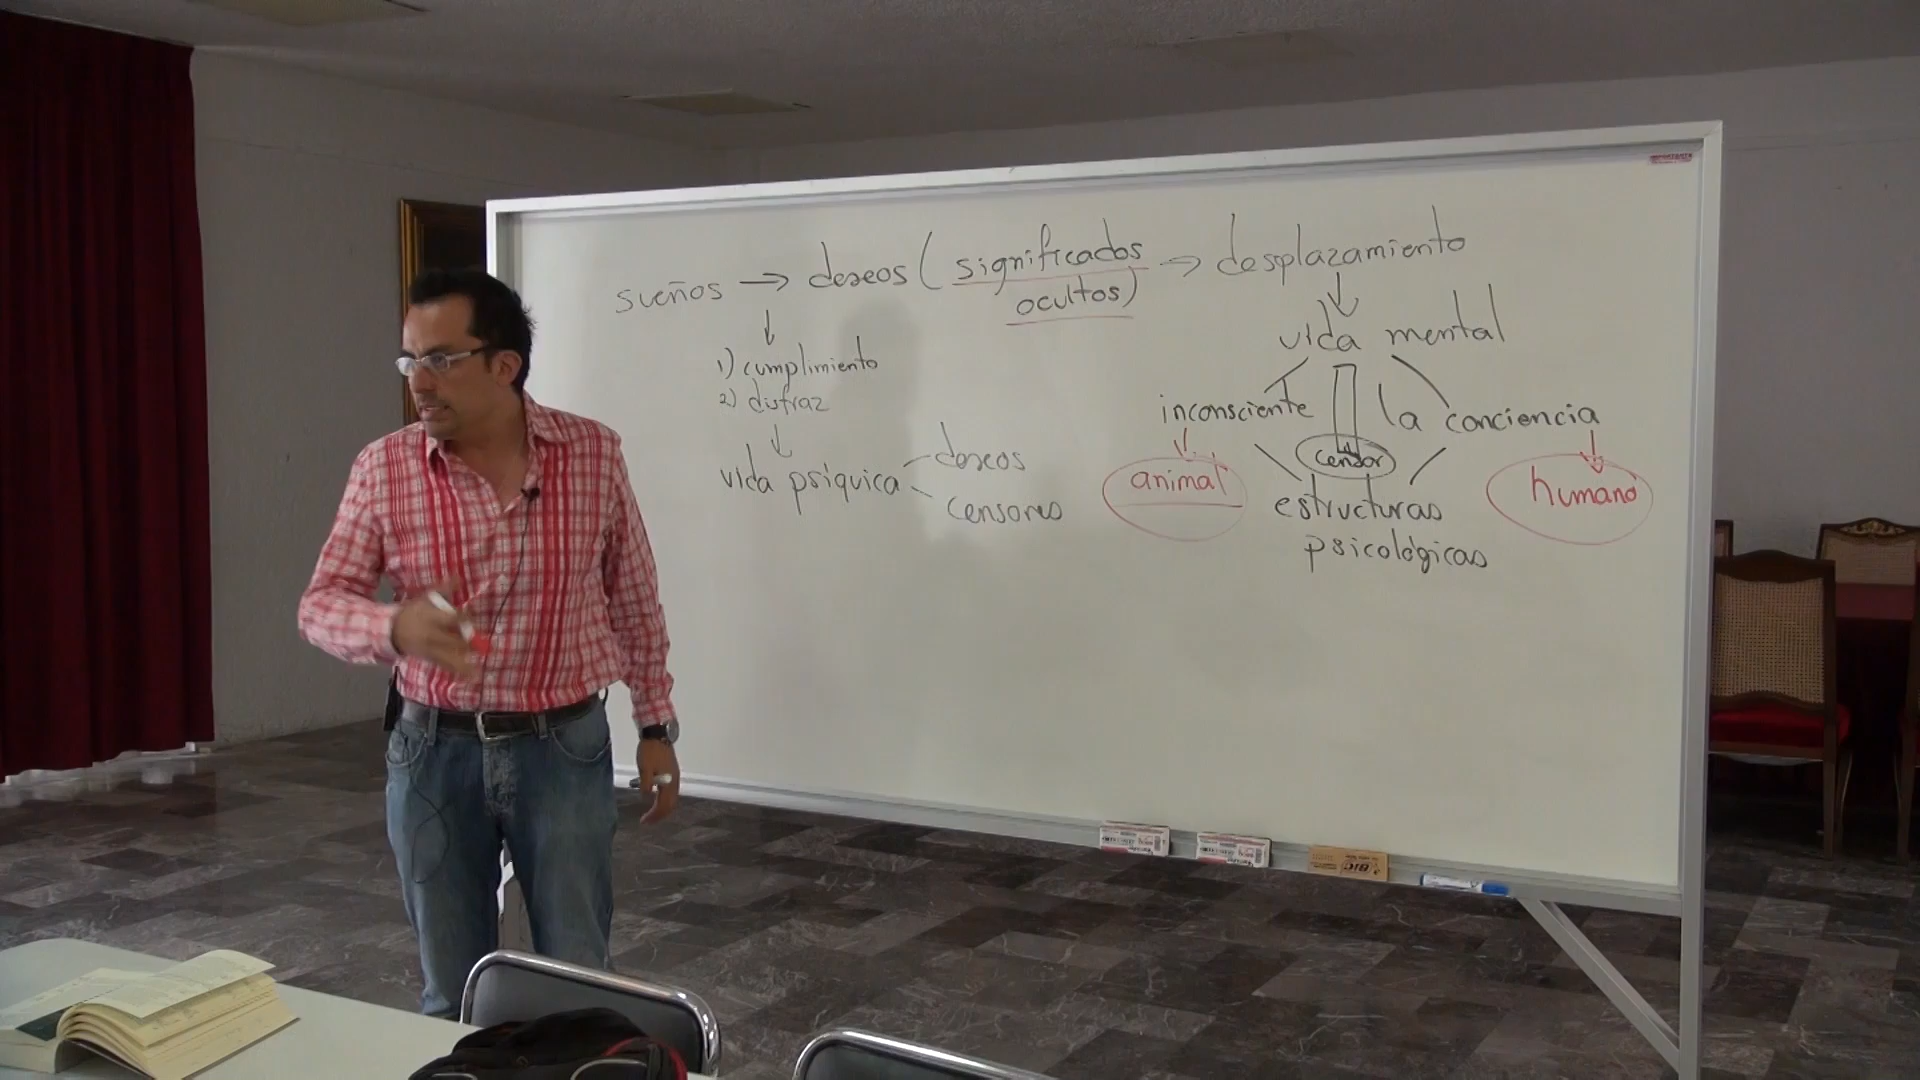 sueños → deseos (significados ocultos) → desplazamiento
↓
1) cumplimiento
2) disfraz
↓
vida psíquica
deseos
censores
↓
vida mental
inconsciente
la conciencia
censor
animal
humano
estructuras
psicológicas
BIC